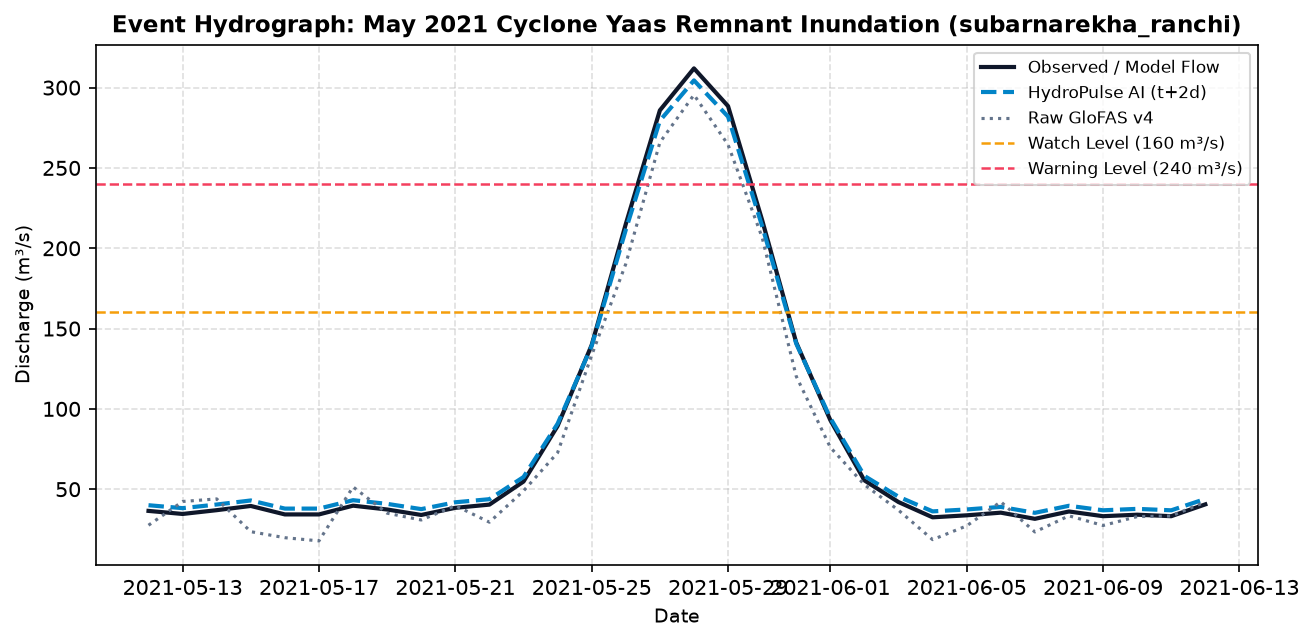 Event Hydrograph: May 2021 Cyclone Yaas Remnant Inundation (subarnarekha_ranchi)
Observed / Model Flow
HydroPulse AI (t+2d)
Raw GloFAS v4
Watch Level (160 m³/s)
Warning Level (240 m³/s)
Discharge (m³/s)
300
250
200
150
100
50
2021-05-13
2021-05-17
2021-05-21
2021-05-25
2021-05-29
2021-06-01
2021-06-05
2021-06-09
2021-06-13
Date